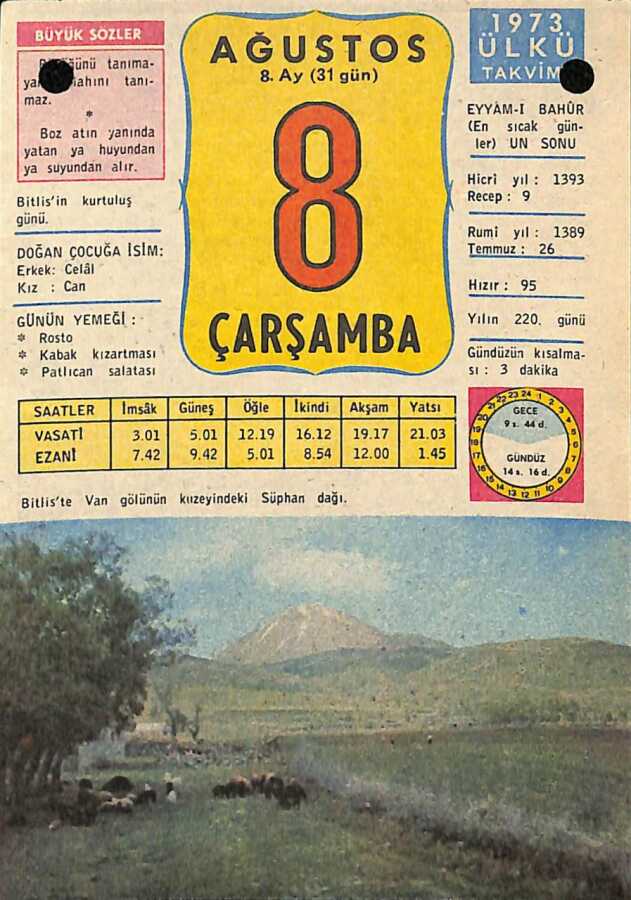 BÜYÜK SÖZLER
tanıma-
tanı-
maz.
*
Boz atın yanında
yatan ya huyundan
ya suyundan alır.
Bitlis'in kurtuluş
günü.
DOĞAN ÇOCUĞA İSİM:
Erkek: Celâl
Kız : Can
GÜNÜN YEMEĞİ :
* Rosto
* Kabak kızartması
* Patlıcan salatası
AĞUSTOS
8. Ay (31 gün)
8
ÇARŞAMBA
1973
ÜLKÜ
TAKVİM
EYYÂM-I BAHÛR
(En sıcak gün-
ler) UN SONU
Hicrî yıl : 1393
Recep : 9
Rumî yıl : 1389
Temmuz : 26
Hızır : 95
Yılın 220. günü
Gündüzün kısalma-
sı : 3 dakika
SAATLER İmsâk Güneş Öğle İkindi Akşam Yatsı
VASATİ 3.01 5.01 12.19 16.12 19.17 21.03
EZANİ 7.42 9.42 5.01 8.54 12.00 1.45
GECE
9 s. 44 d.
GÜNDÜZ
14 s. 16 d.
Bitlis'te Van gölünün kuzeyindeki Süphan dağı.